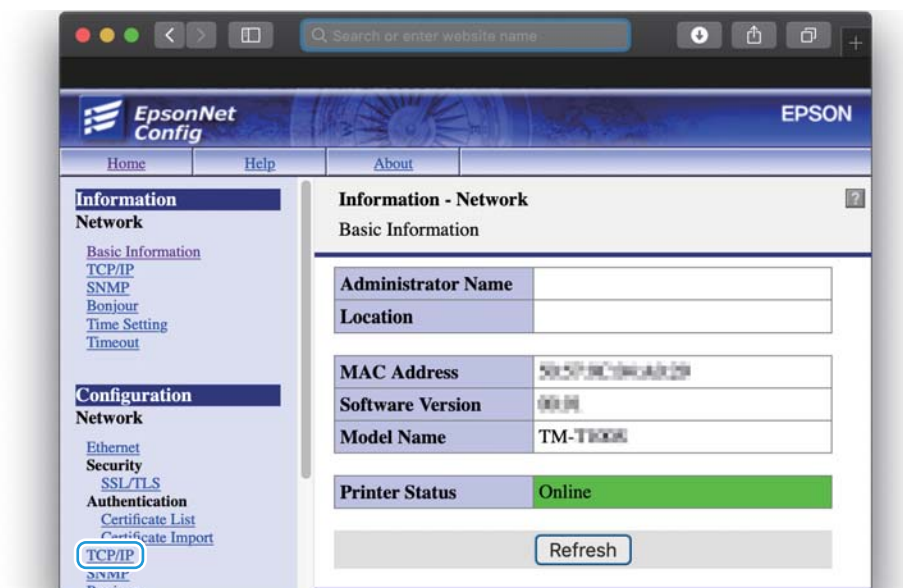 Search or enter website name
EpsonNet
Config
EPSON
Home Help About
Information
Network
Basic Information
TCP/IP
SNMP
Bonjour
Time Setting
Timeout
Configuration
Network
Ethernet
Security
SSL/TLS
Authentication
Certificate List
Certificate Import
TCP/IP
SNMP
Information - Network
?
Basic Information
Administrator Name
Location
MAC Address
Software Version
Model Name TM-
Printer Status Online
Refresh